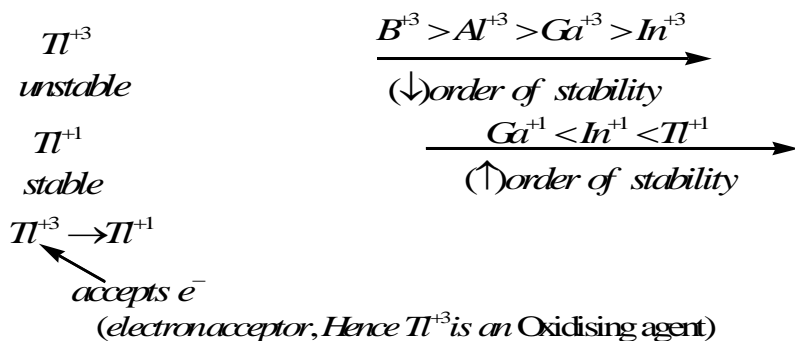 Tl⁺³
unstable
B⁺³ > Al⁺³ > Ga⁺³ > In⁺³
(↓)order of stability
Tl⁺¹
stable
Ga⁺¹ < In⁺¹ < Tl⁺¹
(↑)order of stability
Tl⁺³ → Tl⁺¹
accepts e⁻
(electron acceptor, Hence Tl⁺³ is an Oxidising agent)